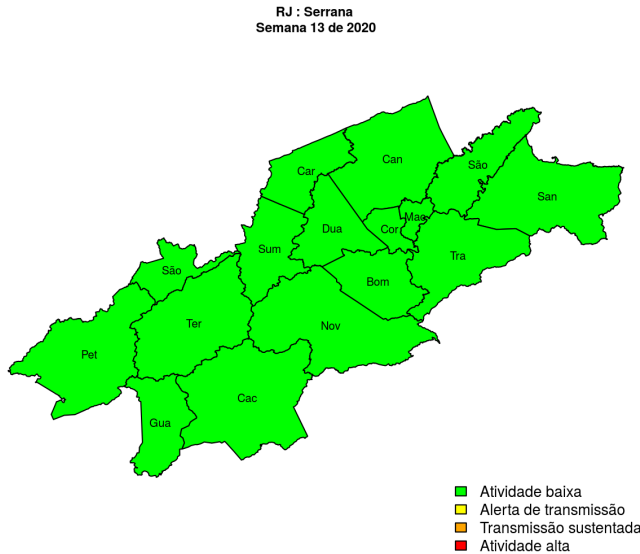 RJ : Serrana
Semana 13 de 2020
Can
São
Car
San
Mac
Dua
Cor
Sum
Tra
São
Bom
Ter
Nov
Pet
Cac
Gua
Atividade baixa
Alerta de transmissão
Transmissão sustentada
Atividade alta